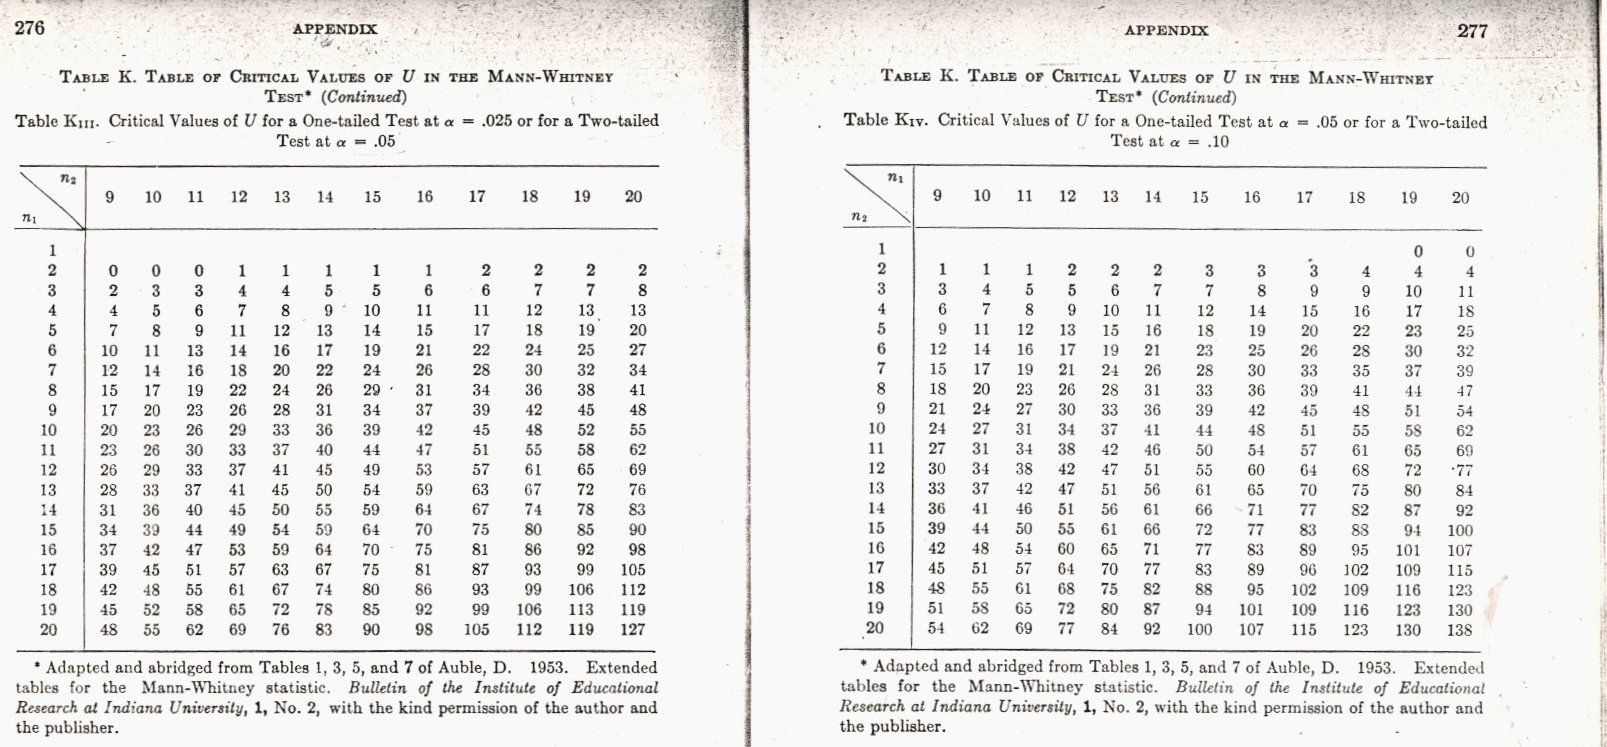 276
APPENDIX
TABLE K. TABLE OF CRITICAL VALUES OF U IN THE MANN-WHITNEY
TEST* (Continued)
Table KIII. Critical Values of U for a One-tailed Test at α = .025 or for a Two-tailed
Test at α = .05
n2
9 10 11 12 13 14 15 16 17 18 19 20
n1
1
2 0 0 0 1 1 1 1 1 2 2 2 2
3 2 3 3 4 4 5 5 6 6 7 7 8
4 4 5 6 7 8 9 10 11 11 12 13 13
5 7 8 9 11 12 13 14 15 17 18 19 20
6 10 11 13 14 16 17 19 21 22 24 25 27
7 12 14 16 18 20 22 24 26 28 30 32 34
8 15 17 19 22 24 26 29 31 34 36 38 41
9 17 20 23 26 28 31 34 37 39 42 45 48
10 20 23 26 29 33 36 39 42 45 48 52 55
11 23 26 30 33 37 40 44 47 51 55 58 62
12 26 29 33 37 41 45 49 53 57 61 65 69
13 28 33 37 41 45 50 54 59 63 67 72 76
14 31 36 40 45 50 55 59 64 67 74 78 83
15 34 39 44 49 54 59 64 70 75 80 85 90
16 37 42 47 53 59 64 70 75 81 86 92 98
17 39 45 51 57 63 67 75 81 87 93 99 105
18 42 48 55 61 67 74 80 86 93 99 106 112
19 45 52 58 65 72 78 85 92 99 106 113 119
20 48 55 62 69 76 83 90 98 105 112 119 127
* Adapted and abridged from Tables 1, 3, 5, and 7 of Auble, D. 1953. Extended
tables for the Mann-Whitney statistic. Bulletin of the Institute of Educational
Research at Indiana University, 1, No. 2, with the kind permission of the author and
the publisher.
APPENDIX
277
TABLE K. TABLE OF CRITICAL VALUES OF U IN THE MANN-WHITNEY
TEST* (Continued)
Table KIV. Critical Values of U for a One-tailed Test at α = .05 or for a Two-tailed
Test at α = .10
n1
9 10 11 12 13 14 15 16 17 18 19 20
n2
1 0 0
2 1 1 1 2 2 2 3 3 3 4 4 4
3 3 4 5 5 6 7 7 8 9 9 10 11
4 6 7 8 9 10 11 12 14 15 16 17 18
5 9 11 12 13 15 16 18 19 20 22 23 25
6 12 14 16 17 19 21 23 25 26 28 30 32
7 15 17 19 21 24 26 28 30 33 35 37 39
8 18 20 23 26 28 31 33 36 39 41 44 47
9 21 24 27 30 33 36 39 42 45 48 51 54
10 24 27 31 34 37 41 44 48 51 55 58 62
11 27 31 34 38 42 46 50 54 57 61 65 69
12 30 34 38 42 47 51 55 60 64 68 72 77
13 33 37 42 47 51 56 61 65 70 75 80 84
14 36 41 46 51 56 61 66 71 77 82 87 92
15 39 44 50 55 61 66 72 77 83 88 94 100
16 42 48 54 60 65 71 77 83 89 95 101 107
17 45 51 57 64 70 77 83 89 96 102 109 115
18 48 55 61 68 75 82 88 95 102 109 116 123
19 51 58 65 72 80 87 94 101 109 116 123 130
20 54 62 69 77 84 92 100 107 115 123 130 138
* Adapted and abridged from Tables 1, 3, 5, and 7 of Auble, D. 1953. Extended
tables for the Mann-Whitney statistic. Bulletin of the Institute of Educational
Research at Indiana University, 1, No. 2, with the kind permission of the author and
the publisher.